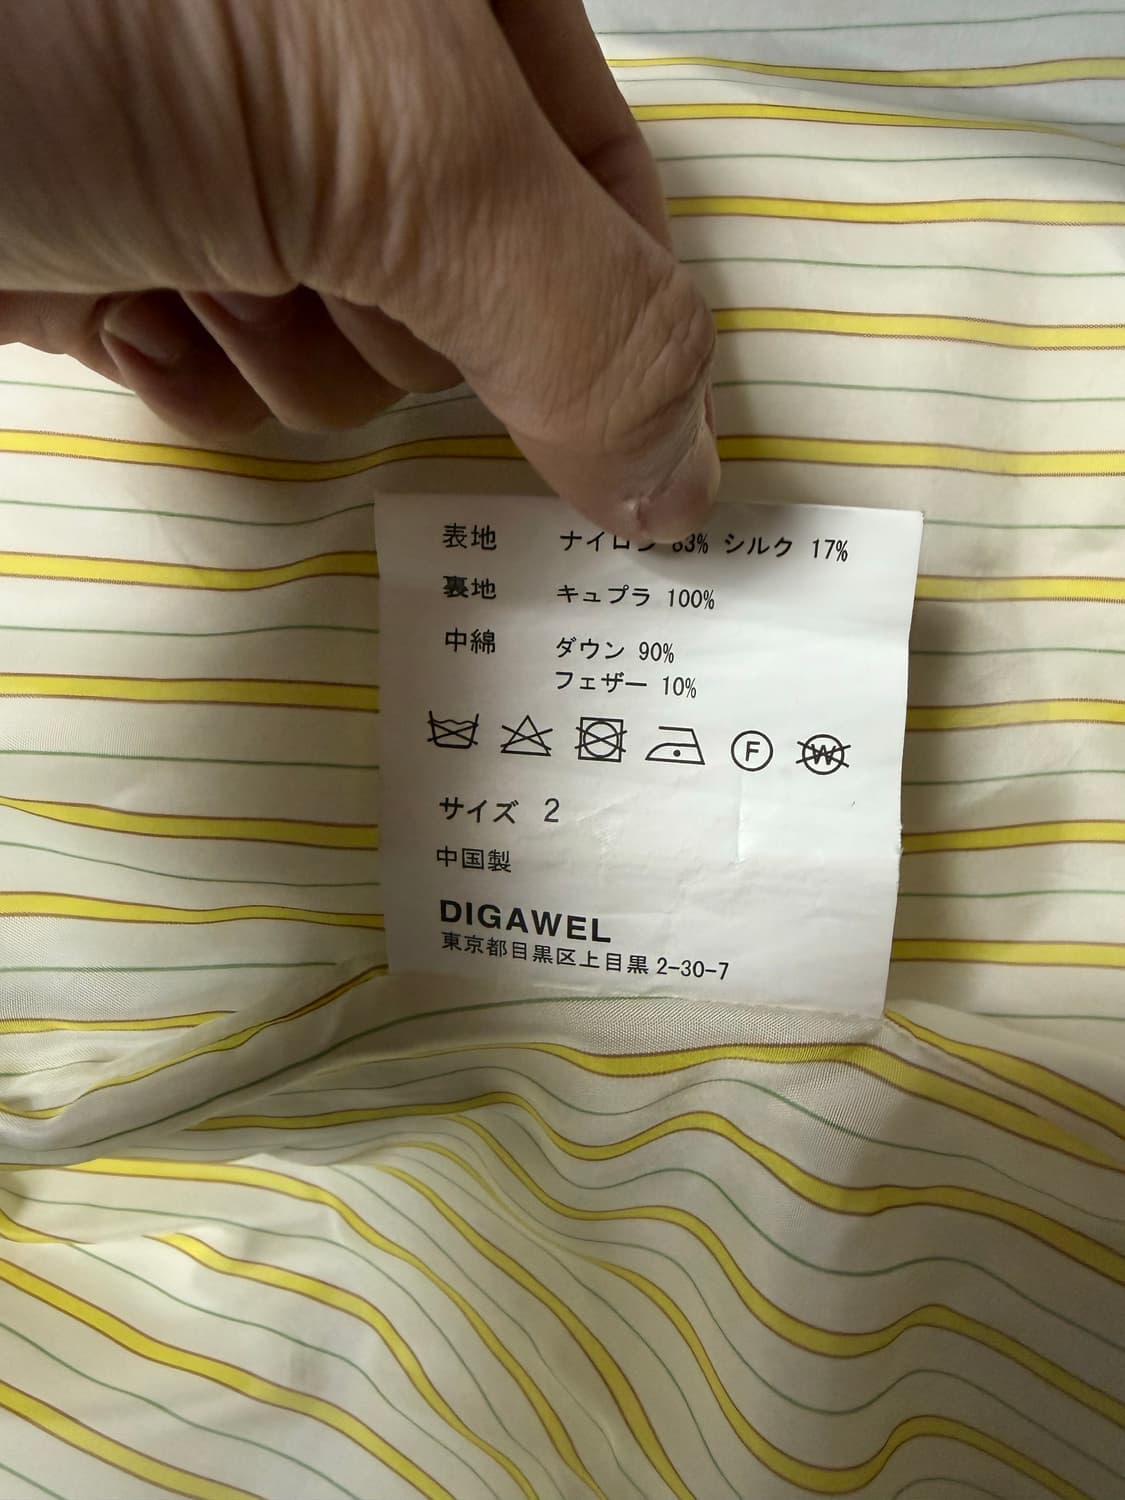 表地 ナイロン 83% シルク 17%
裏地 キュプラ 100%
中綿 ダウン 90%
フェザー 10%
F W
サイズ 2
中国製
DIGAWEL
東京都目黒区上目黒 2-30-7